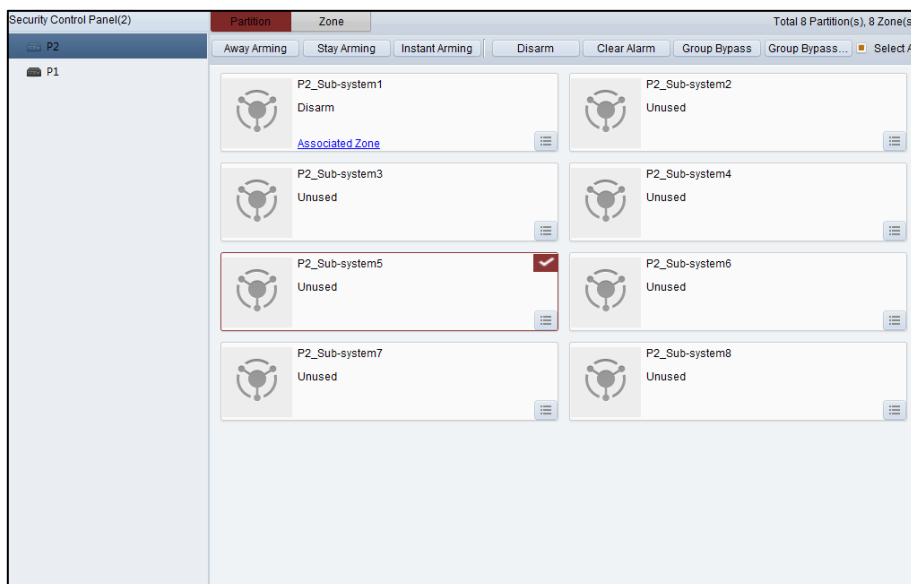 Security Control Panel(2)
Partition Zone Total 8 Partition(s), 8 Zone(s
P2
P1
Away Arming Stay Arming Instant Arming Disarm Clear Alarm Group Bypass Group Bypass... Select A
P2_Sub-system1
Disarm
Associated Zone
P2_Sub-system2
Unused
P2_Sub-system3
Unused
P2_Sub-system4
Unused
P2_Sub-system5
Unused
P2_Sub-system6
Unused
P2_Sub-system7
Unused
P2_Sub-system8
Unused